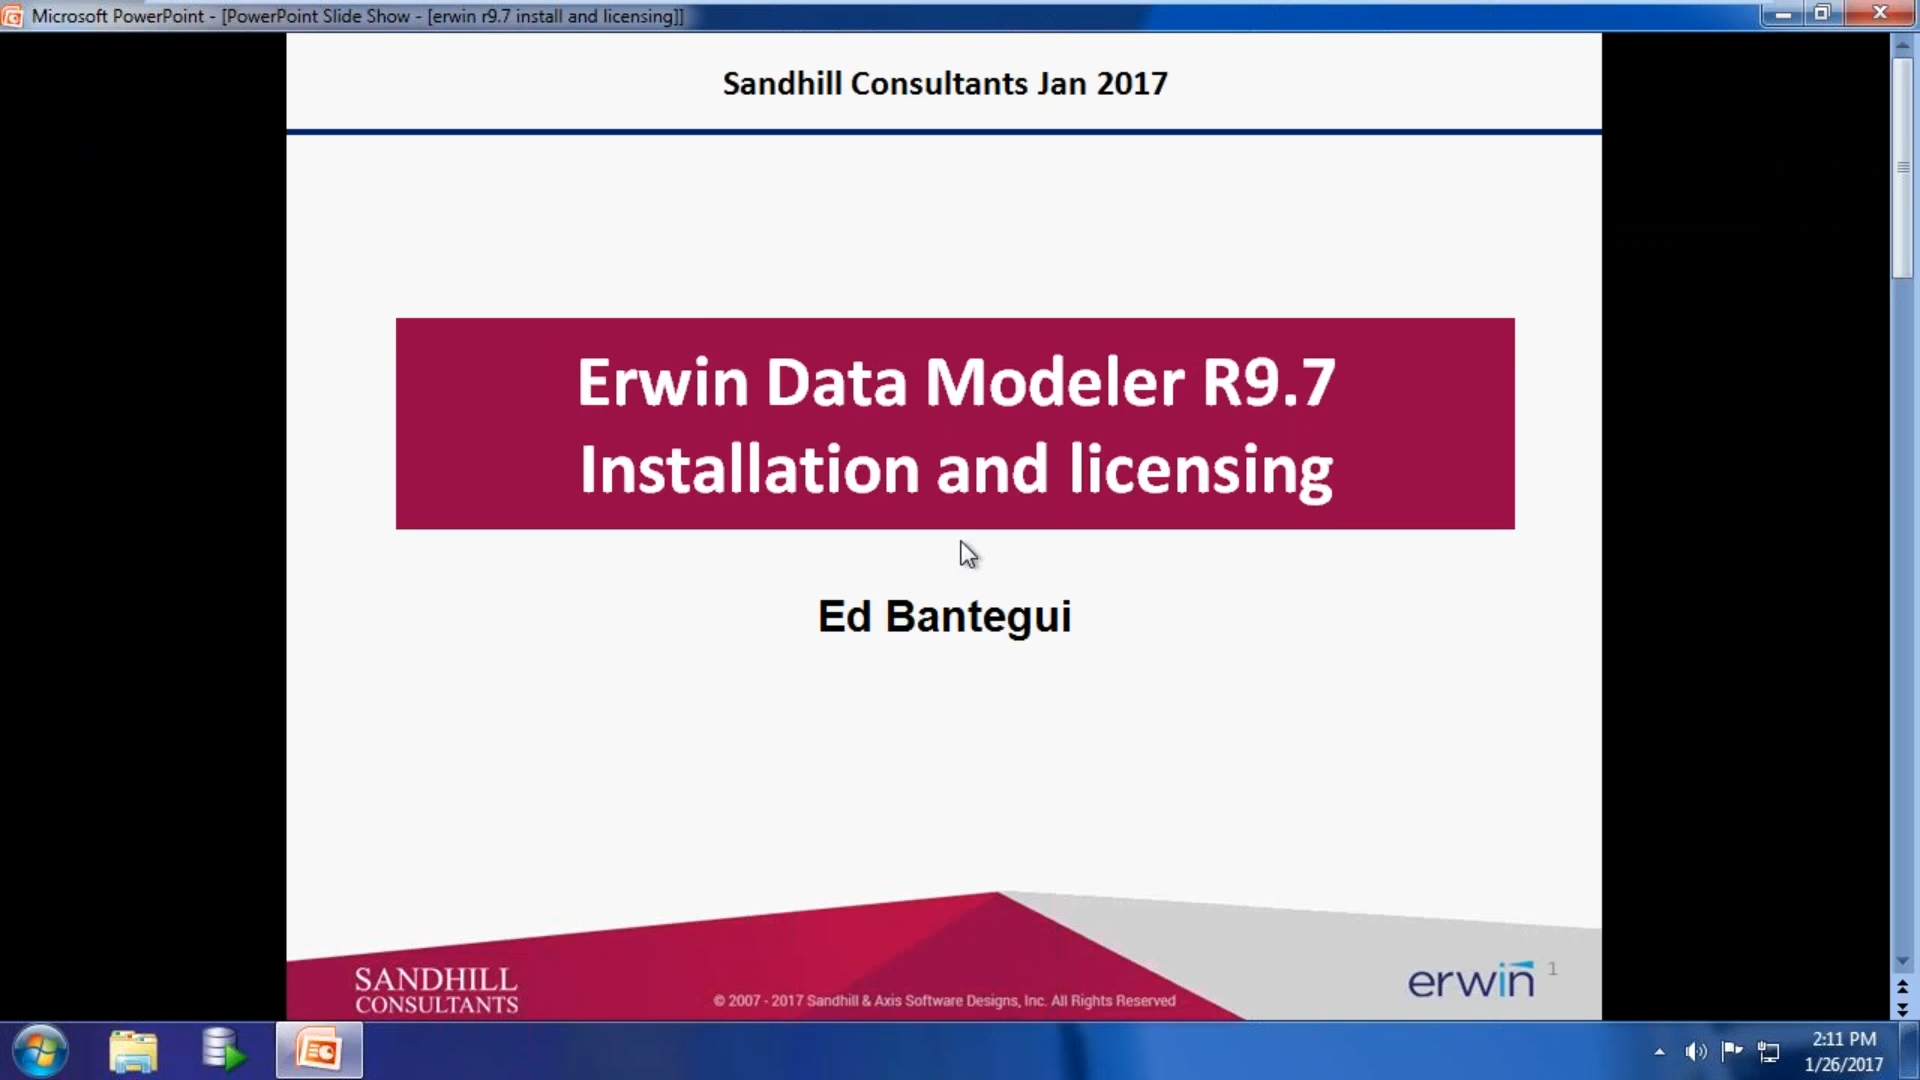 Microsoft PowerPoint - [PowerPoint Slide Show - [erwin r9.7 install and licensing]]
Sandhill Consultants Jan 2017
Erwin Data Modeler R9.7
Installation and licensing
Ed Bantegui
SANDHILL
CONSULTANTS
© 2007 - 2017 Sandhill & Axis Software Designs, Inc. All Rights Reserved
erwin
1
2:11 PM
1/26/2017